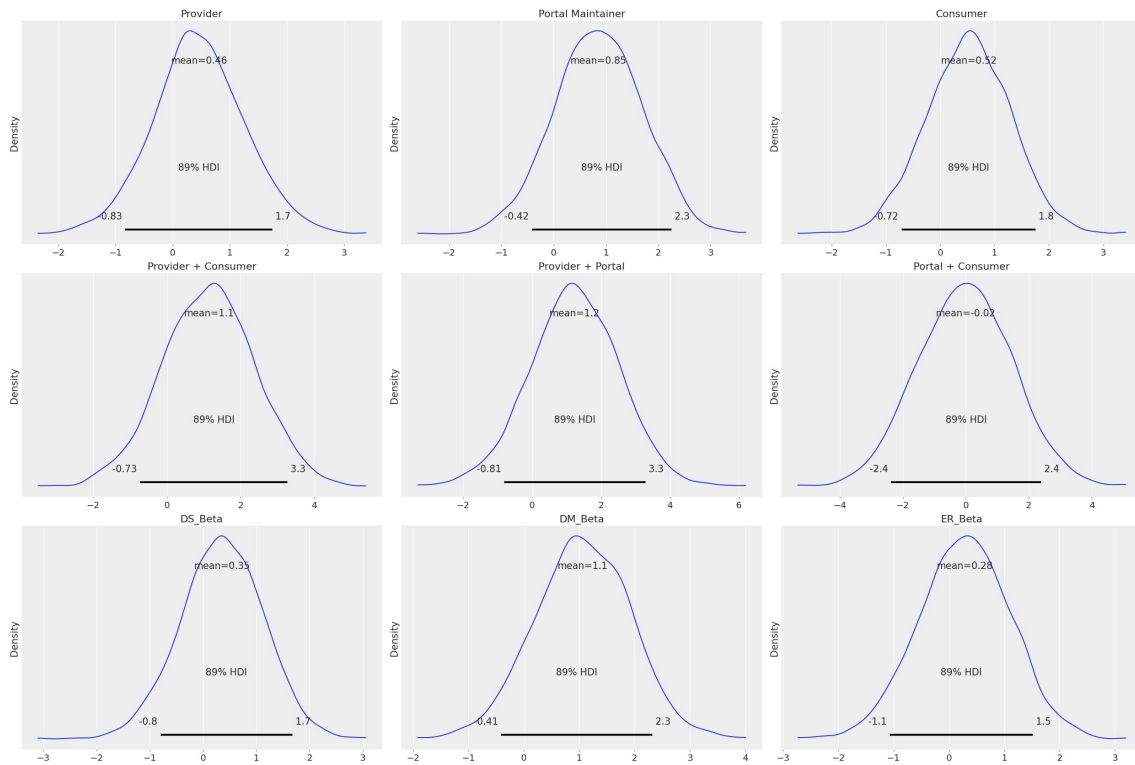 Provider
Portal Maintainer
Consumer
Density
mean=0.46
89% HDI
-0.83
1.7
−2 −1 0 1 2 3
Density
mean=0.85
89% HDI
-0.42
2.3
−2 −1 0 1 2 3
Density
mean=0.52
89% HDI
-0.72
1.8
−2 −1 0 1 2 3
Provider + Consumer
Provider + Portal
Portal + Consumer
Density
mean=1.1
89% HDI
-0.73
3.3
−2 0 2 4
Density
mean=1.2
89% HDI
-0.81
3.3
−2 0 2 4 6
Density
mean=-0.02
89% HDI
-2.4
2.4
−4 −2 0 2 4
DS_Beta
DM_Beta
ER_Beta
Density
mean=0.35
89% HDI
-0.8
1.7
−3 −2 −1 0 1 2 3
Density
mean=1.1
89% HDI
-0.41
2.3
−2 −1 0 1 2 3 4
Density
mean=0.28
89% HDI
-1.1
1.5
−3 −2 −1 0 1 2 3